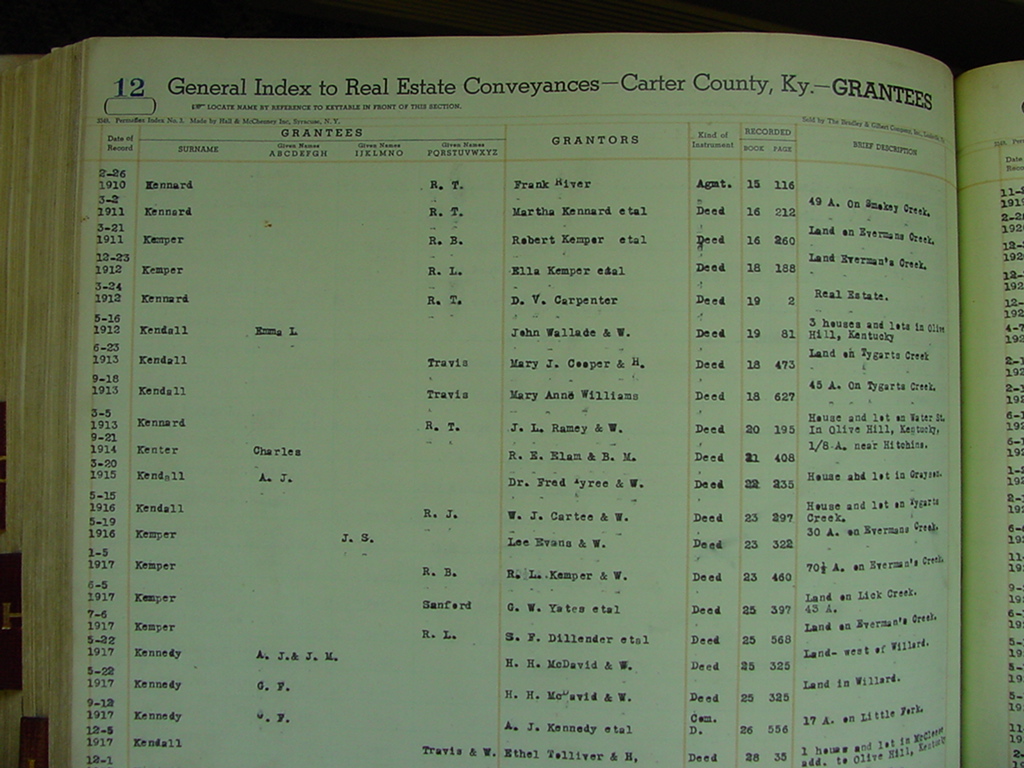 12 General Index to Real Estate Conveyances—Carter County, Ky.—GRANTEES
LOCATE NAME BY REFERENCE TO KEYTABLE IN FRONT OF THIS SECTION.
Made by Hall & McChesney Inc, Syracuse, N.Y. Sold by The Bradley & Gilbert Company,
Date of Record GRANTEES GRANTORS Kind of Instrument RECORDED BRIEF DESCRIPTION
SURNAME Given Names ABCDEFGH Given Names IJKLMNO Given Names PQRSTUVWXYZ BOOK PAGE
2-26
1910 Kennard R. T. Frank River Agmt. 15 116
3-2
1911 Kennard R. T. Martha Kennard etal Deed 16 212 49 A. On Smokey Creek.
3-21
1911 Kemper R. B. Robert Kemper etal Deed 16 260 Land on Evermans Creek.
12-23
1912 Kemper R. L. Ella Kemper etal Deed 18 188 Land Everman's Creek.
3-24
1912 Kennard R. T. D. V. Carpenter Deed 19 2 Real Estate.
5-16
1912 Kendall Emma L John Wallade & W. Deed 19 81 3 houses and lots in Olive
Hill, Kentucky
6-23
1913 Kendall Travis Mary J. Cooper & H. Deed 18 473 Land on Tygarts Creek
9-18
1913 Kendall Travis Mary Anne Williams Deed 18 627 45 A. On Tygarts Creek.
3-5
1913 Kennard R. T. J. L. Ramey & W. Deed 20 195 House and lot on Water St.
In Olive Hill, Kentucky,
9-21
1914 Kenter Charles R. E. Elam & B. M. Deed 21 408 1/8 A. near Hitchins.
3-20
1915 Kendall A. J. Dr. Fred Ayree & W. Deed 22 235 House and lot in Grayson.
5-15
1916 Kendall R. J. W. J. Cartee & W. Deed 23 297 House and lot on Tygarts
Creek.
5-19
1916 Kemper J. S. Lee Evans & W. Deed 23 322 30 A. on Evermans Creek.
1-5
1917 Kemper R. B. R. L. Kemper & W. Deed 23 460 70½ A. on Everman's Creek.
6-5
1917 Kemper Sanford G. W. Yates etal Deed 25 397 Land on Lick Creek.
43 A.
7-6
1917 Kemper R. L. S. F. Dillender etal Deed 25 568 Land on Everman's Creek.
5-22
1917 Kennedy A. J.& J. M. H. H. McDavid & W. Deed 25 325 Land- west of Willard.
5-22
1917 Kennedy G. F. H. H. McDavid & W. Deed 25 325 Land in Willard.
9-12
1917 Kennedy G. F. A. J. Kennedy etal Com. D. 26 556 17 A. on Little Fork.
12-5
1917 Kendall Travis & W. Ethel Tolliver & H, Deed 28 35 1 house and lot in
add. to Olive Hill, Kentucky
12-1